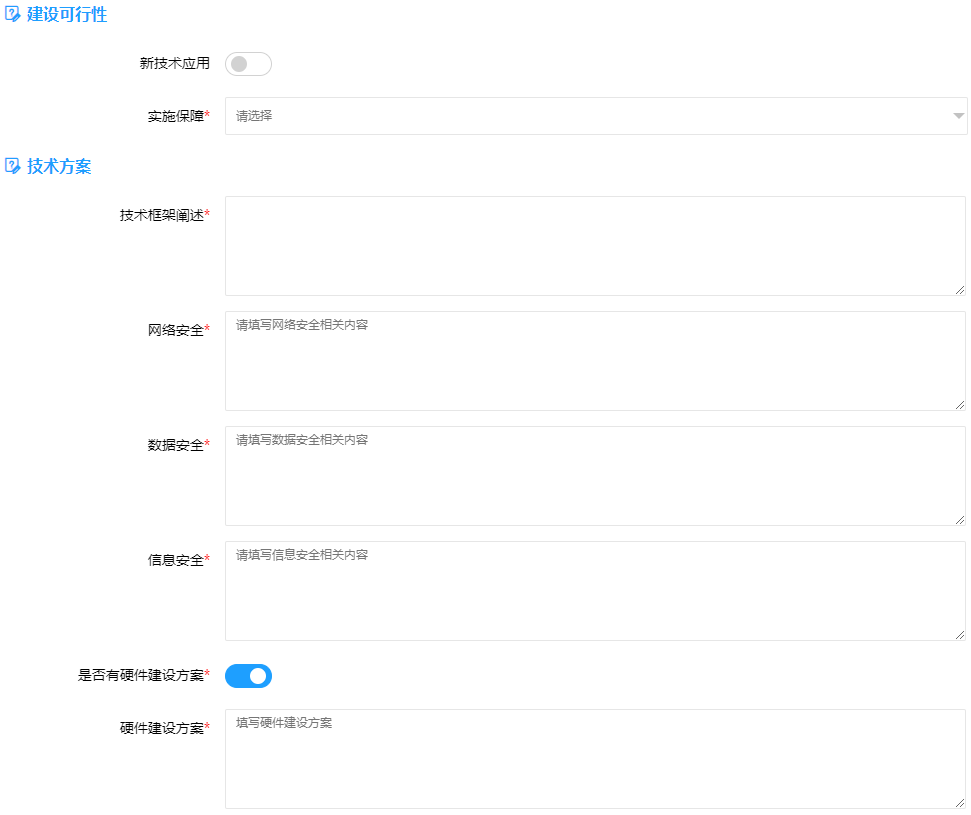 建设可行性
新技术应用
实施保障* 请选择
技术方案
技术框架阐述*
网络安全* 请填写网络安全相关内容
数据安全* 请填写数据安全相关内容
信息安全* 请填写信息安全相关内容
是否有硬件建设方案*
硬件建设方案* 填写硬件建设方案